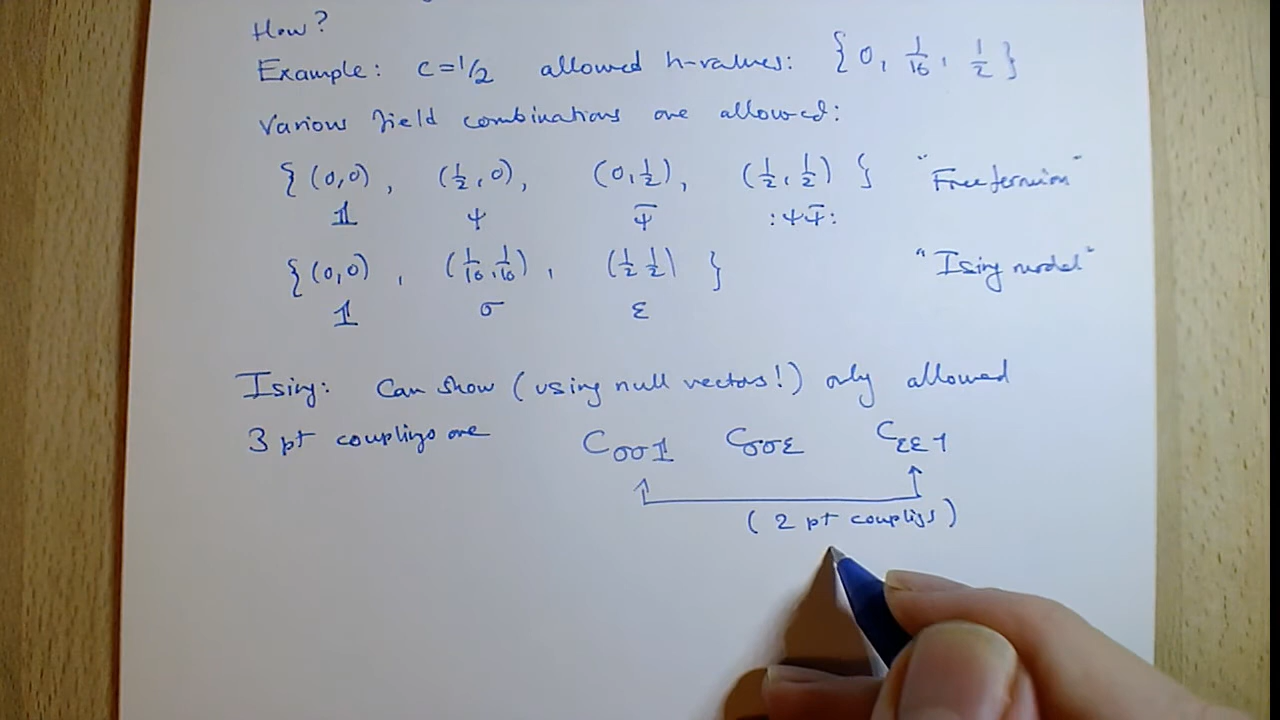 How?
Example: c=1/2 allowed h-values: {0, 1/16, 1/2}
Various field combinations are allowed:
{(0,0), (1/2,0), (0,1/2), (1/2,1/2)} "Free fermion"
𝟙 ψ ψ̄ :ψψ̄:
{(0,0), (1/16,1/16), (1/2 1/2)} "Ising model"
𝟙 σ ε
Ising: Can show (using null vectors!) only allowed
3 pt couplings are C_σσ𝟙 C_σσε C_εε1
(2 pt couplings)